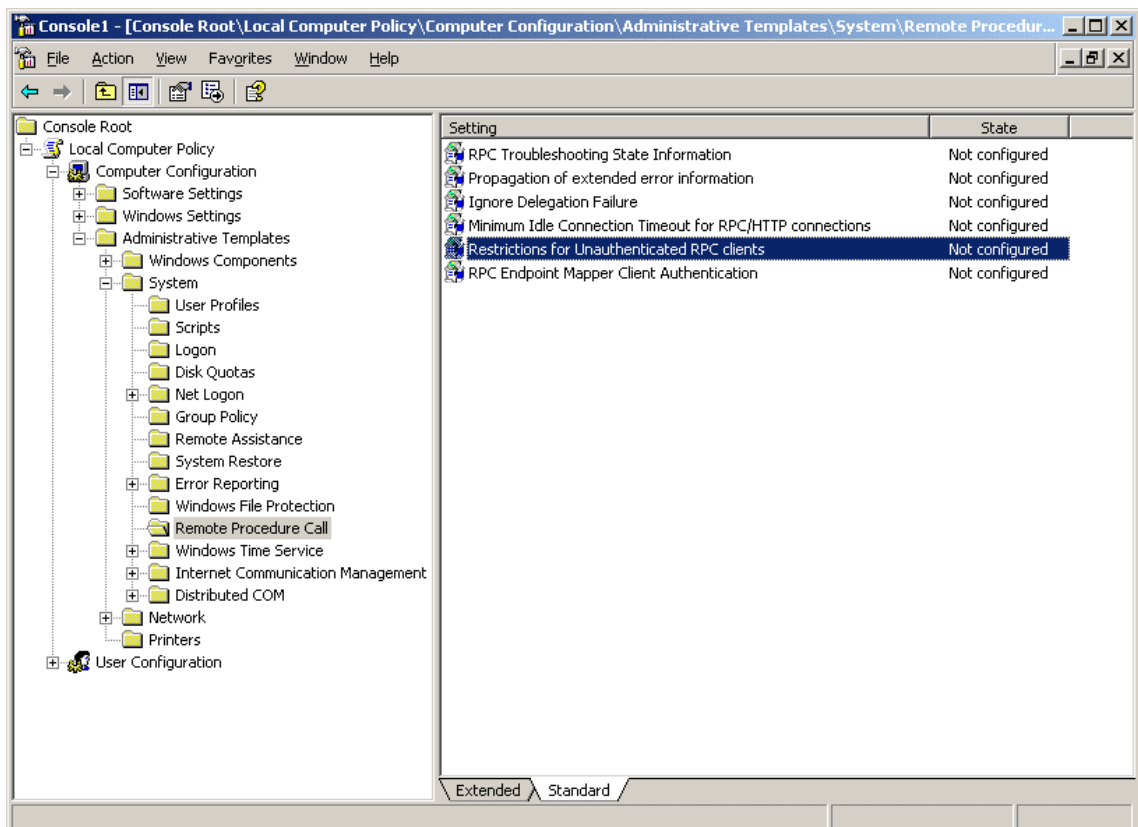 Console1 - [Console Root\Local Computer Policy\Computer Configuration\Administrative Templates\System\Remote Procedur...
File Action View Favorites Window Help
Console Root
Local Computer Policy
Computer Configuration
Software Settings
Windows Settings
Administrative Templates
Windows Components
System
User Profiles
Scripts
Logon
Disk Quotas
Net Logon
Group Policy
Remote Assistance
System Restore
Error Reporting
Windows File Protection
Remote Procedure Call
Windows Time Service
Internet Communication Management
Distributed COM
Network
Printers
User Configuration
Setting State
RPC Troubleshooting State Information Not configured
Propagation of extended error information Not configured
Ignore Delegation Failure Not configured
Minimum Idle Connection Timeout for RPC/HTTP connections Not configured
Restrictions for Unauthenticated RPC clients Not configured
RPC Endpoint Mapper Client Authentication Not configured
Extended Standard